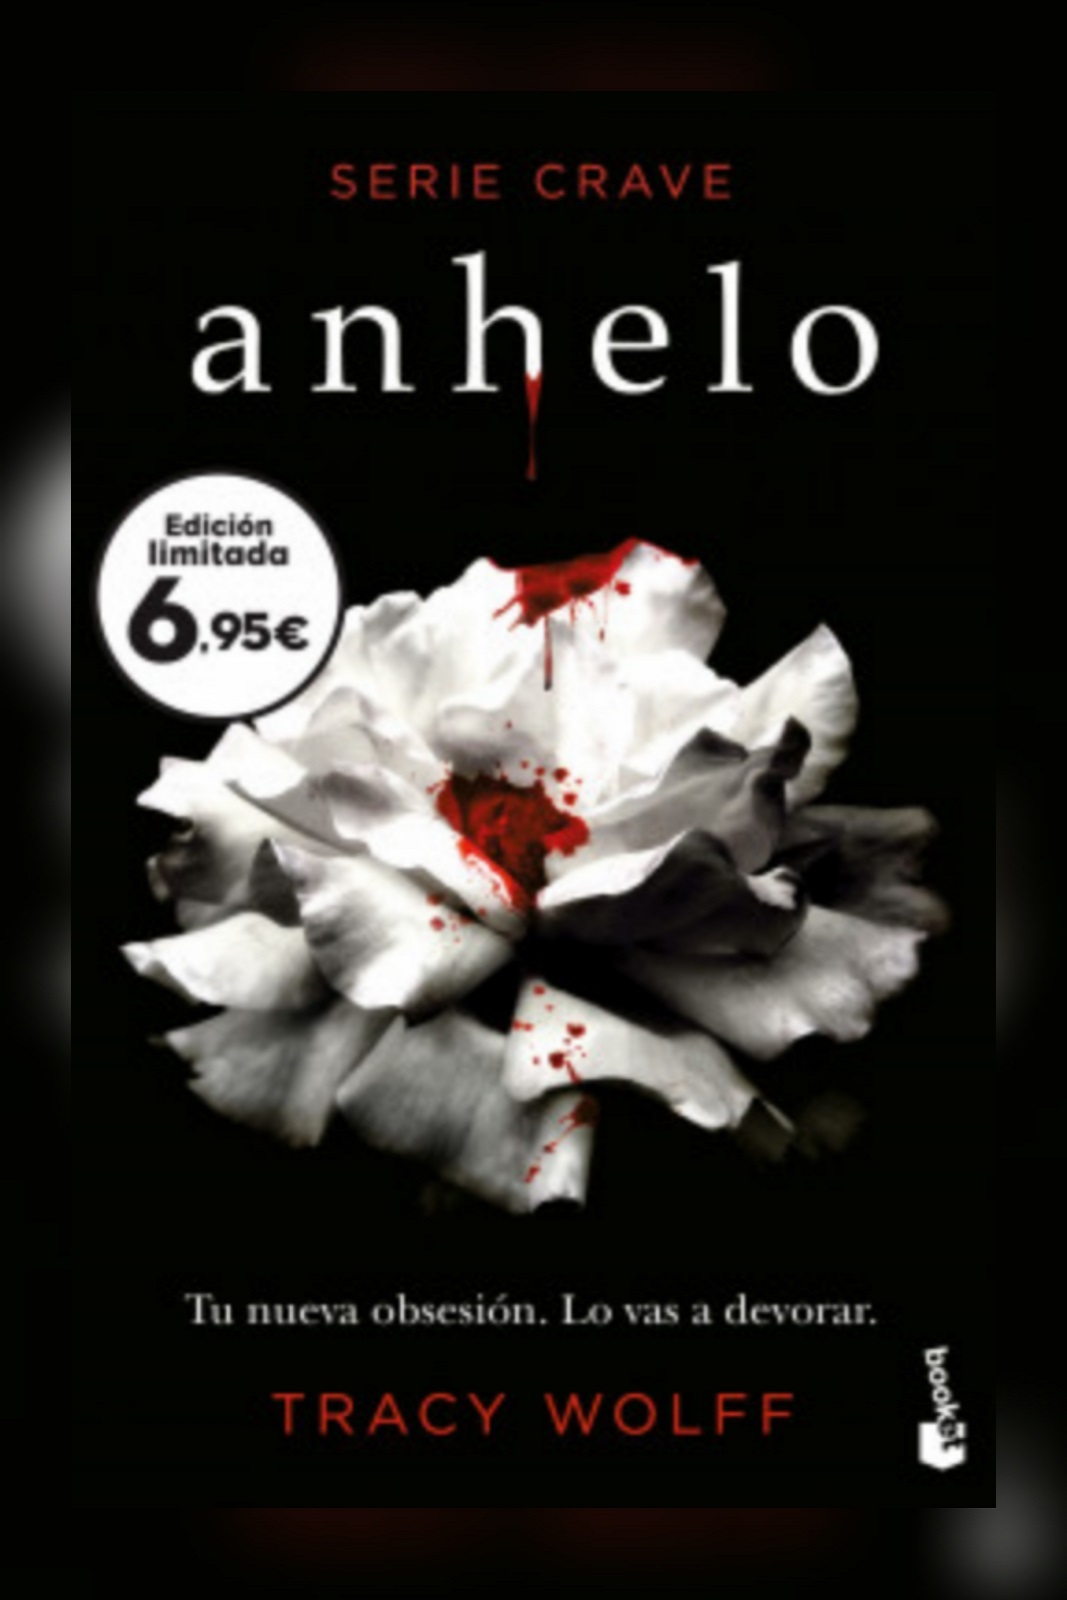 SERIE CRAVE
anhelo
Edición
limitada
6,95€
Tu nueva obsesión. Lo vas a devorar.
TRACY WOLFF
booket